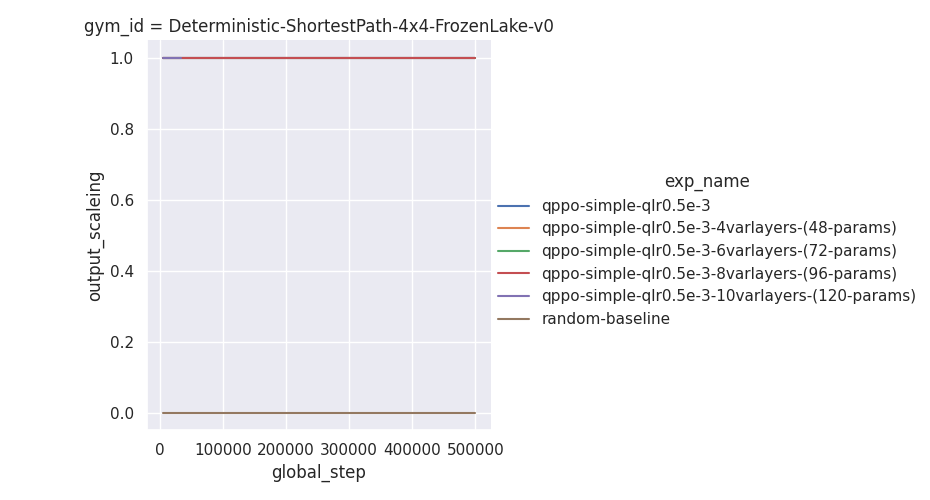 gym_id = Deterministic-ShortestPath-4x4-FrozenLake-v0
1.0
0.8
0.6
0.4
0.2
0.0
output_scaleing
0 100000 200000 300000 400000 500000
global_step
exp_name
qppo-simple-qlr0.5e-3
qppo-simple-qlr0.5e-3-4varlayers-(48-params)
qppo-simple-qlr0.5e-3-6varlayers-(72-params)
qppo-simple-qlr0.5e-3-8varlayers-(96-params)
qppo-simple-qlr0.5e-3-10varlayers-(120-params)
random-baseline